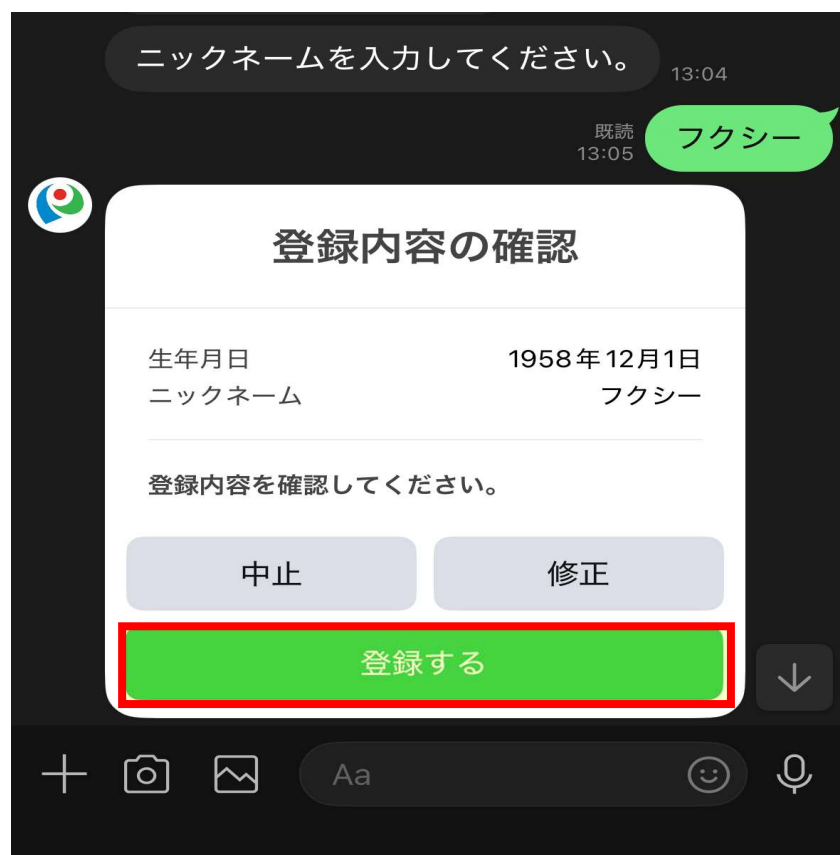 ニックネームを入力してください。
13:04
既読
13:05
フクシー
登録内容の確認
生年月日 1958年12月1日
ニックネーム フクシー
登録内容を確認してください。
中止 修正
登録する
Aa